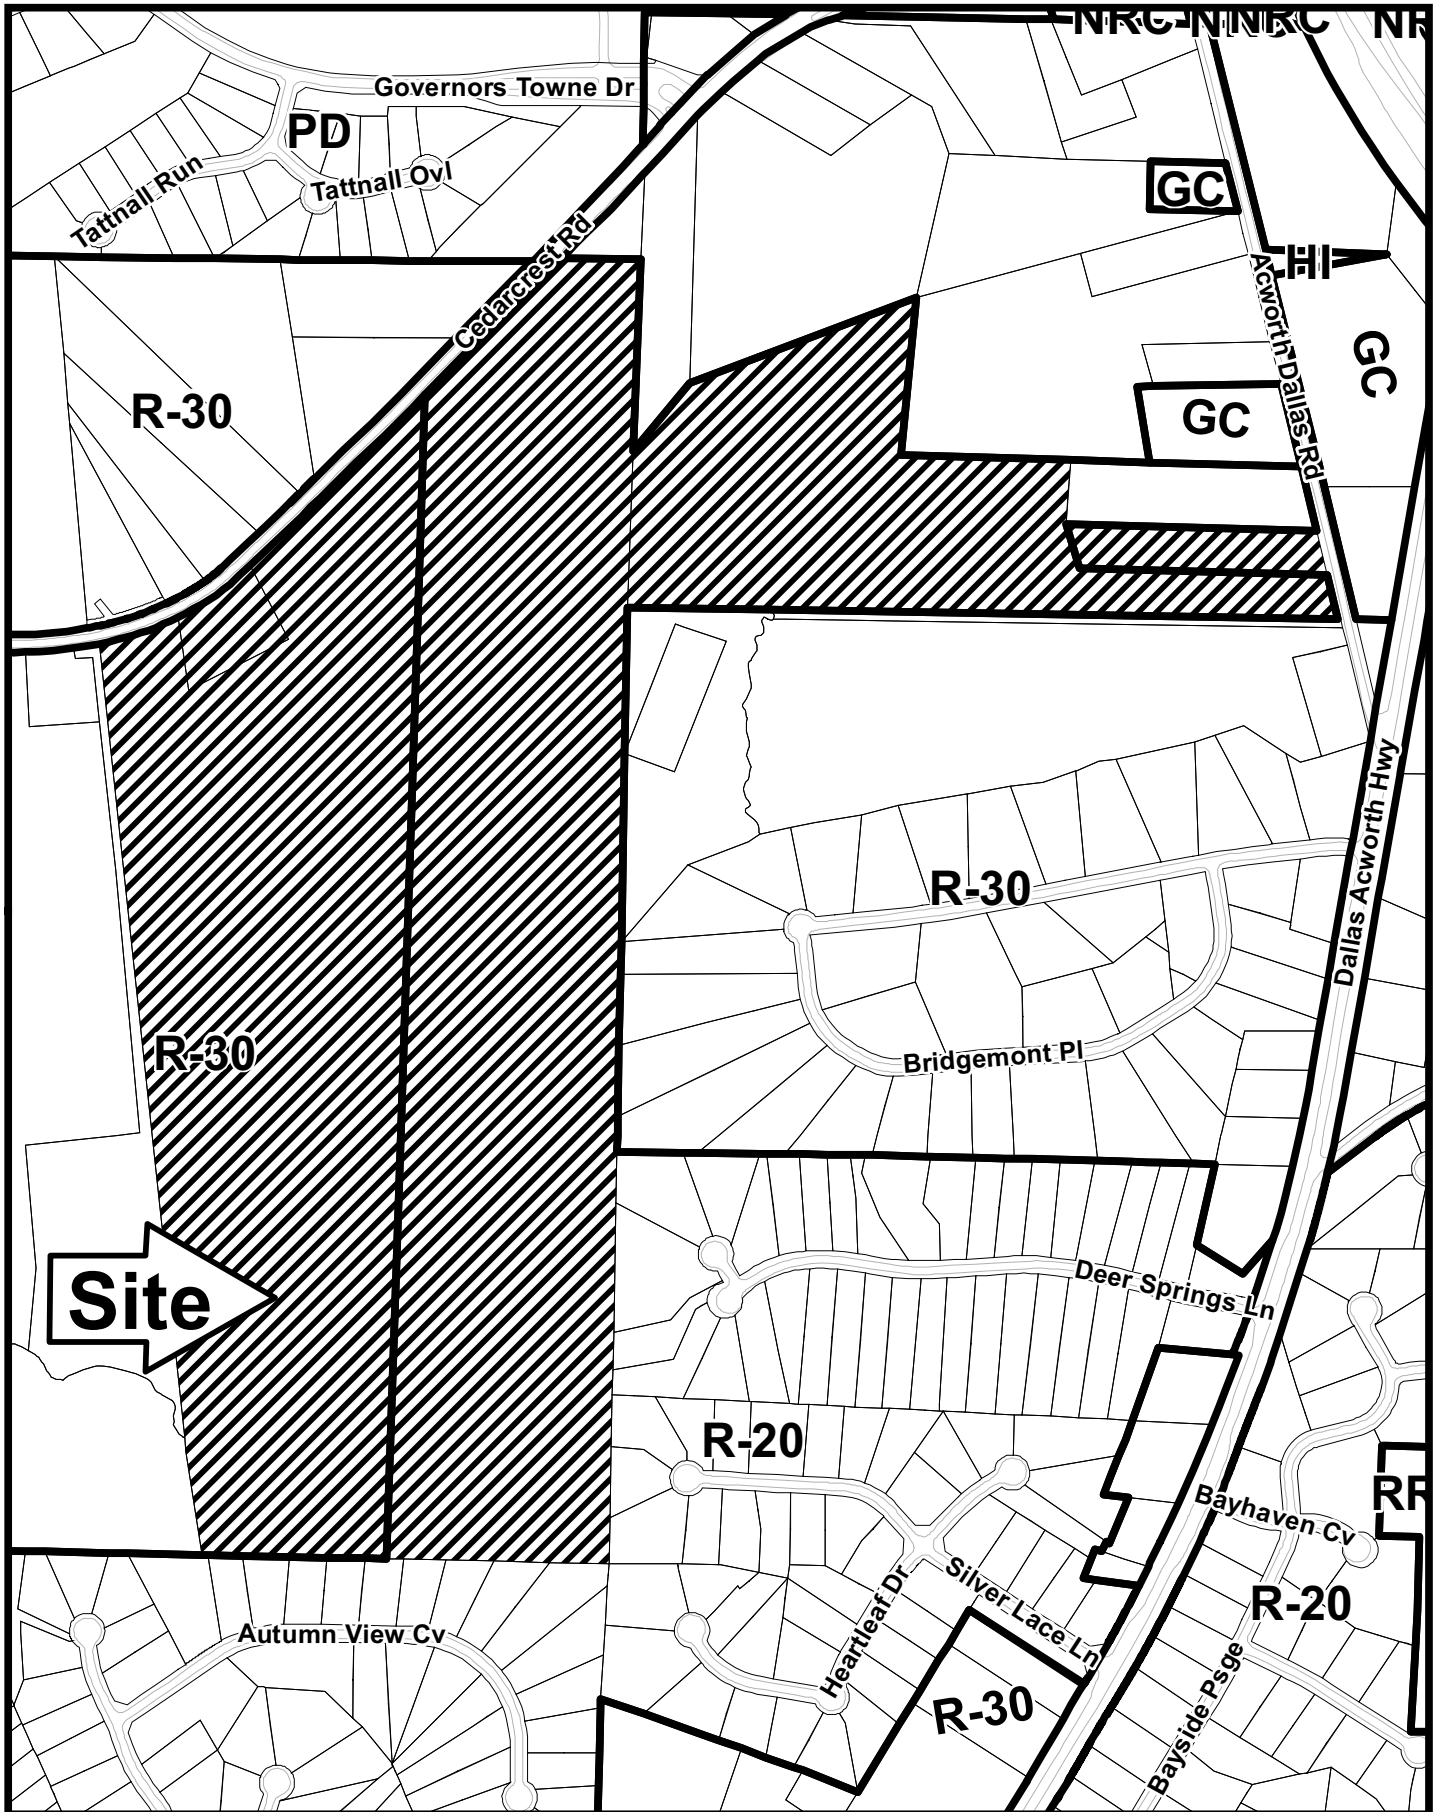 NRC
NRC
NRC
Governors Towne Dr
PD
Tattnall Run
Tattnall Ovl
GC
Cedarcrest Rd
HI
Acworth Dallas Rd
GC
R-30
GC
Dallas Acworth Hwy
R-30
R-30
Bridgemont Pl
Site
Deer Springs Ln
R-20
Bayhaven Cv
Silver Lace Ln
Heartleaf Dr
R-20
Autumn View Cv
Bayside Psge
R-30